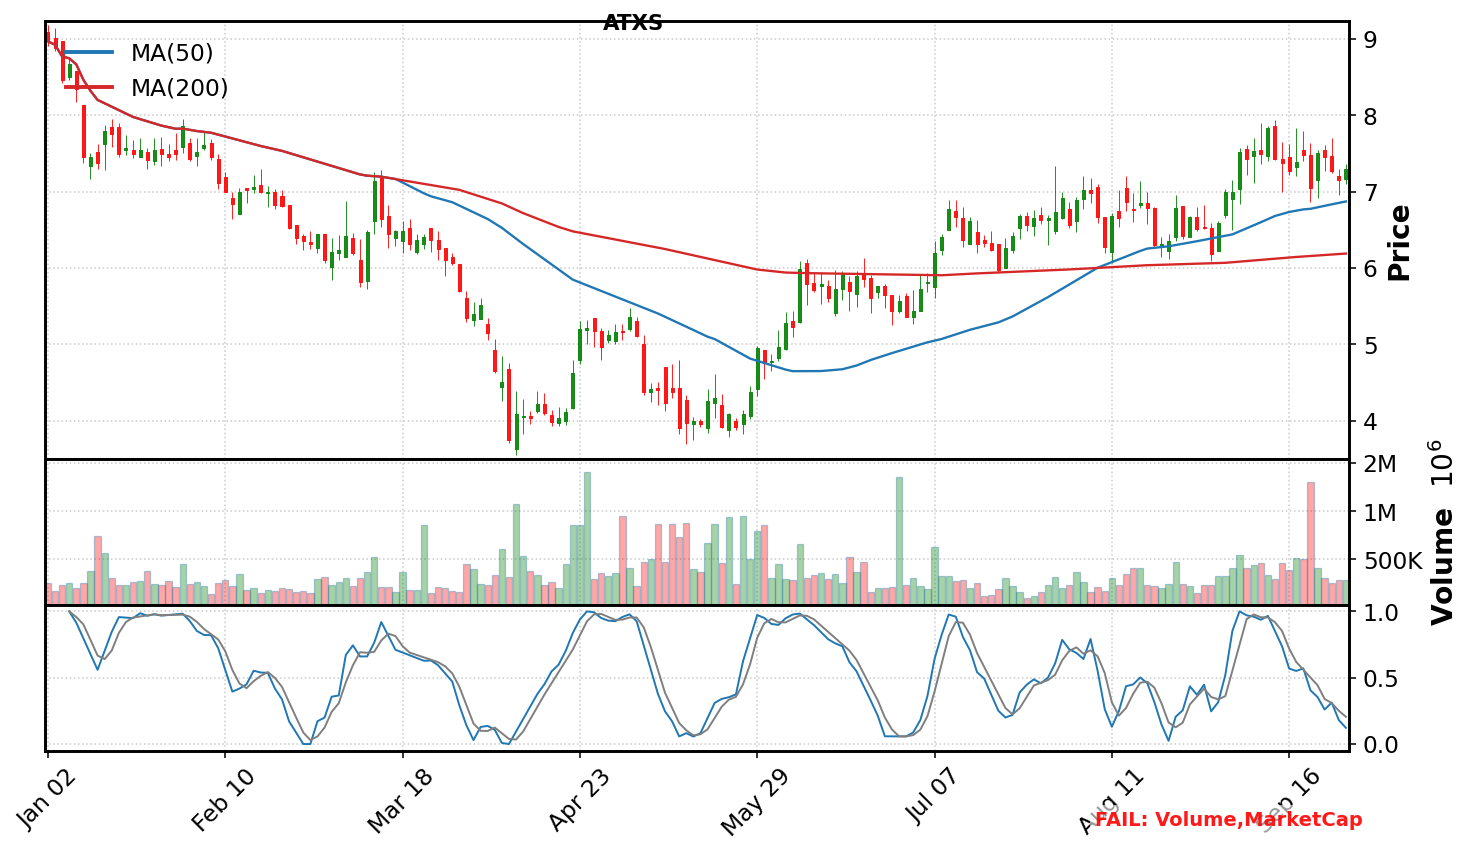 ATXS
MA(50)
MA(200)
9
8
7
6
5
4
Price
2M
1M
500K
Volume 10^6
1.0
0.5
0.0
Jan 02
Feb 10
Mar 18
Apr 23
May 29
Jul 07
Aug 11
Sep 16
FAIL: Volume,MarketCap